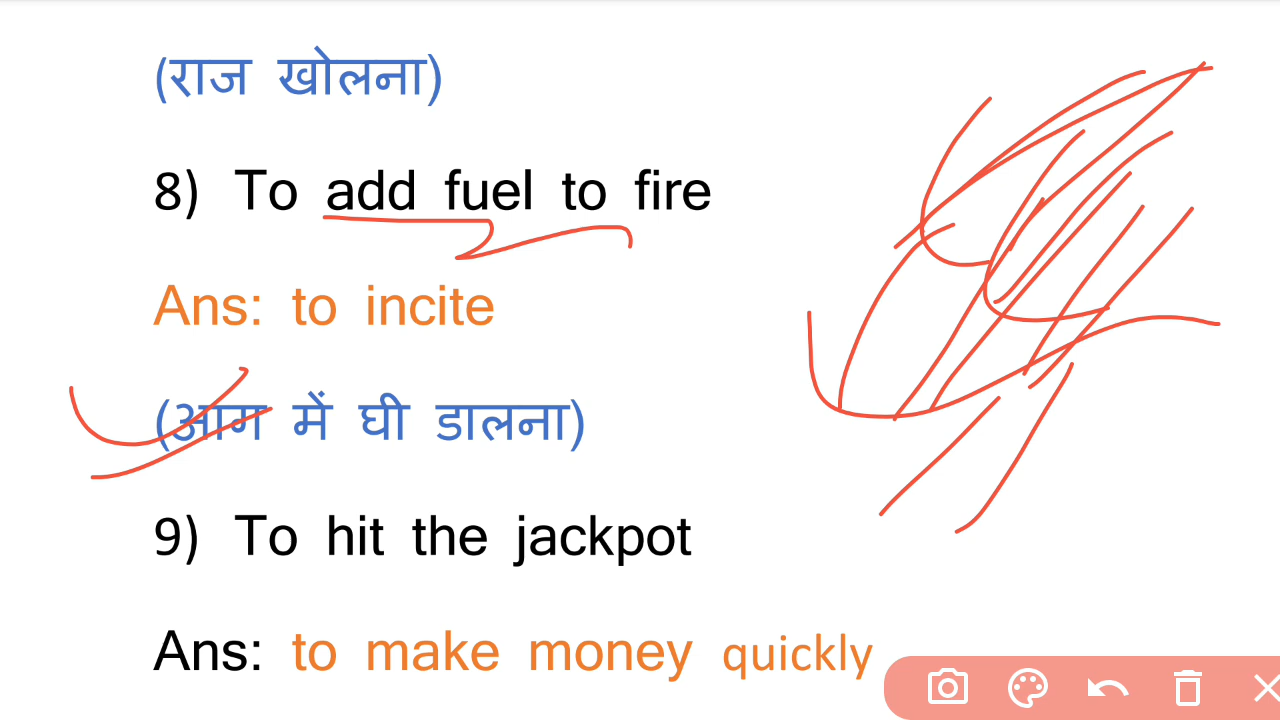 (राज खोलना)
8) To add fuel to fire
Ans: to incite
(आग में घी डालना)
9) To hit the jackpot
Ans: to make money quickly